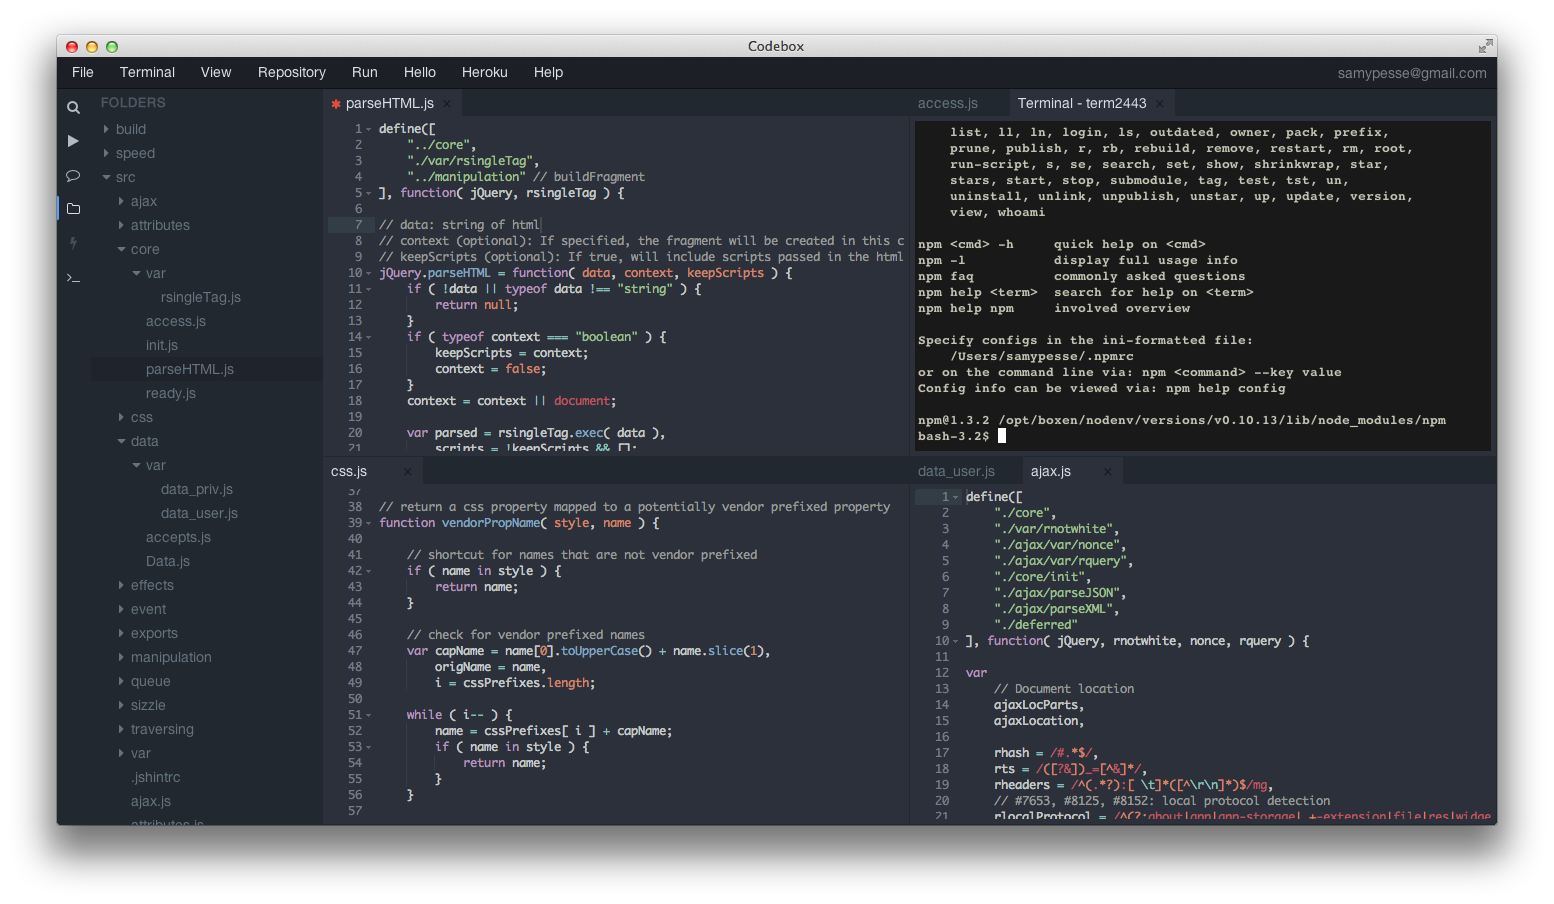 Codebox
File Terminal View Repository Run Hello Heroku Help
samypesse@gmail.com
FOLDERS
build
speed
src
ajax
attributes
core
var
rsingleTag.js
access.js
init.js
parseHTML.js
ready.js
css
data
var
data_priv.js
data_user.js
accepts.js
Data.js
effects
event
exports
manipulation
queue
sizzle
traversing
var
.jshintrc
ajax.js
attributes.js
parseHTML.js
1 define([
2 "../core",
3 "./var/rsingleTag",
4 "../manipulation" // buildFragment
5 ], function( jQuery, rsingleTag ) {
6
7 // data: string of html
8 // context (optional): If specified, the fragment will be created in this c
9 // keepScripts (optional): If true, will include scripts passed in the html
10 jQuery.parseHTML = function( data, context, keepScripts ) {
11 if ( !data || typeof data !== "string" ) {
12 return null;
13 }
14 if ( typeof context === "boolean" ) {
15 keepScripts = context;
16 context = false;
17 }
18 context = context || document;
19
20 var parsed = rsingleTag.exec( data ),
21 scripts = !keepScripts && [];
access.js Terminal - term2443
list, ll, ln, login, ls, outdated, owner, pack, prefix,
prune, publish, r, rb, rebuild, remove, restart, rm, root,
run-script, s, se, search, set, show, shrinkwrap, star,
stars, start, stop, submodule, tag, test, tst, un,
uninstall, unlink, unpublish, unstar, up, update, version,
view, whoami
npm <cmd> -h quick help on <cmd>
npm -l display full usage info
npm faq commonly asked questions
npm help <term> search for help on <term>
npm help npm involved overview
Specify configs in the ini-formatted file:
/Users/samypesse/.npmrc
or on the command line via: npm <command> --key value
Config info can be viewed via: npm help config
npm@1.3.2 /opt/boxen/nodenv/versions/v0.10.13/lib/node_modules/npm
bash-3.2$
css.js
37
38 // return a css property mapped to a potentially vendor prefixed property
39 function vendorPropName( style, name ) {
40
41 // shortcut for names that are not vendor prefixed
42 if ( name in style ) {
43 return name;
44 }
45
46 // check for vendor prefixed names
47 var capName = name[0].toUpperCase() + name.slice(1),
48 origName = name,
49 i = cssPrefixes.length;
50
51 while ( i-- ) {
52 name = cssPrefixes[ i ] + capName;
53 if ( name in style ) {
54 return name;
55 }
56 }
57
data_user.js ajax.js
1 define([
2 "./core",
3 "./var/rnotwhite",
4 "./ajax/var/nonce",
5 "./ajax/var/rquery",
6 "./core/init",
7 "./ajax/parseJSON",
8 "./ajax/parseXML",
9 "./deferred"
10 ], function( jQuery, rnotwhite, nonce, rquery ) {
11
12 var
13 // Document location
14 ajaxLocParts,
15 ajaxLocation,
16
17 rhash = /#.*$/,
18 rts = /([?&])_=[^&]*/,
19 rheaders = /^(.*?):[ \t]*([^\r\n]*)$/mg,
20 // #7653, #8125, #8152: local protocol detection
21 rlocalProtocol = /^(?:about|app|app-storage|.+-extension|file|res|widge